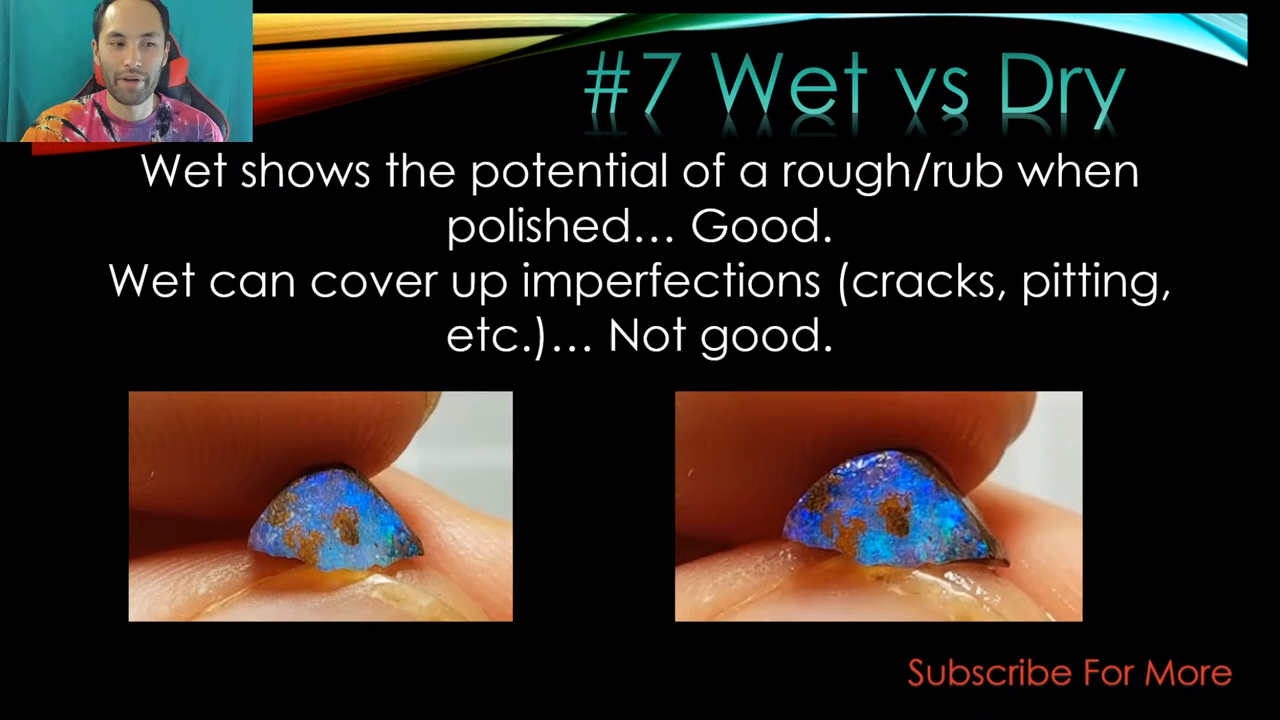 #7 Wet vs Dry
Wet shows the potential of a rough/rub when
polished... Good.
Wet can cover up imperfections (cracks, pitting,
etc.)... Not good.
Subscribe For More